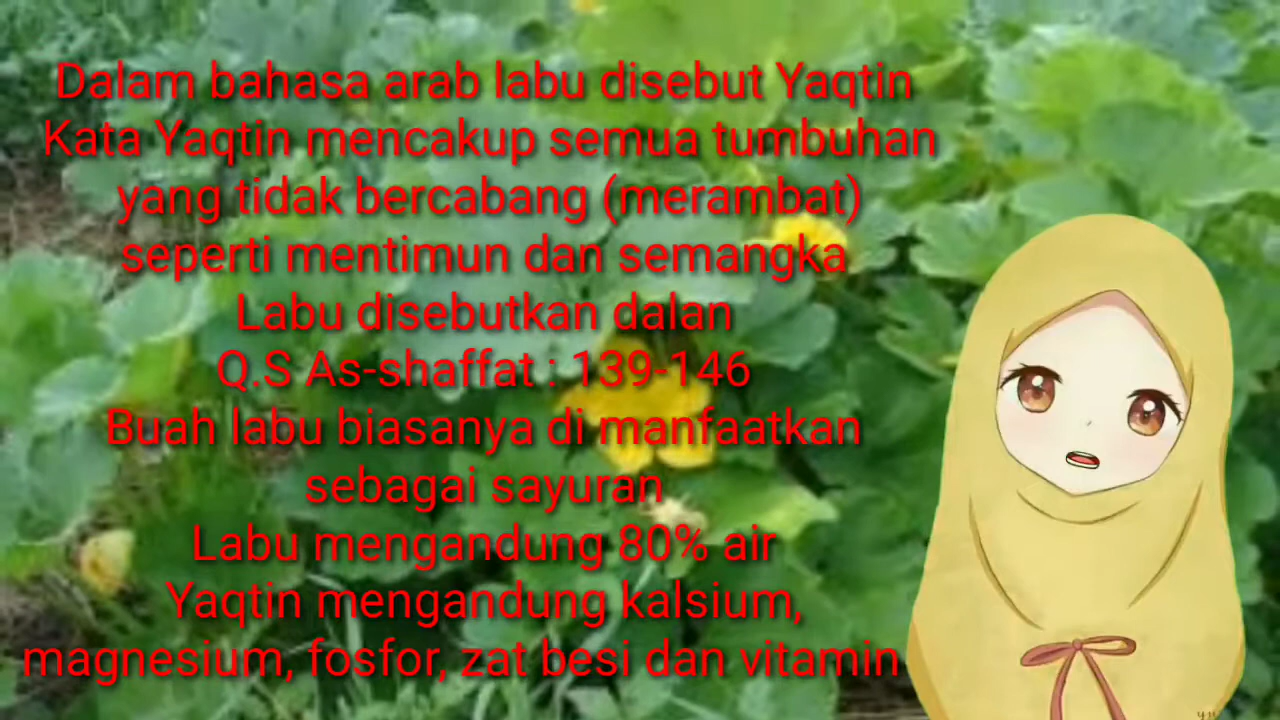 Dalam bahasa arab labu disebut Yaqtin
Kata Yaqtin mencakup semua tumbuhan
yang tidak bercabang (merambat)
seperti mentimun dan semangka
Labu disebutkan dalan
Q.S As-shaffat : 139-146
Buah labu biasanya di manfaatkan
sebagai sayuran
Labu mengandung 80% air
Yaqtin mengandung kalsium,
magnesium, fosfor, zat besi dan vitamin